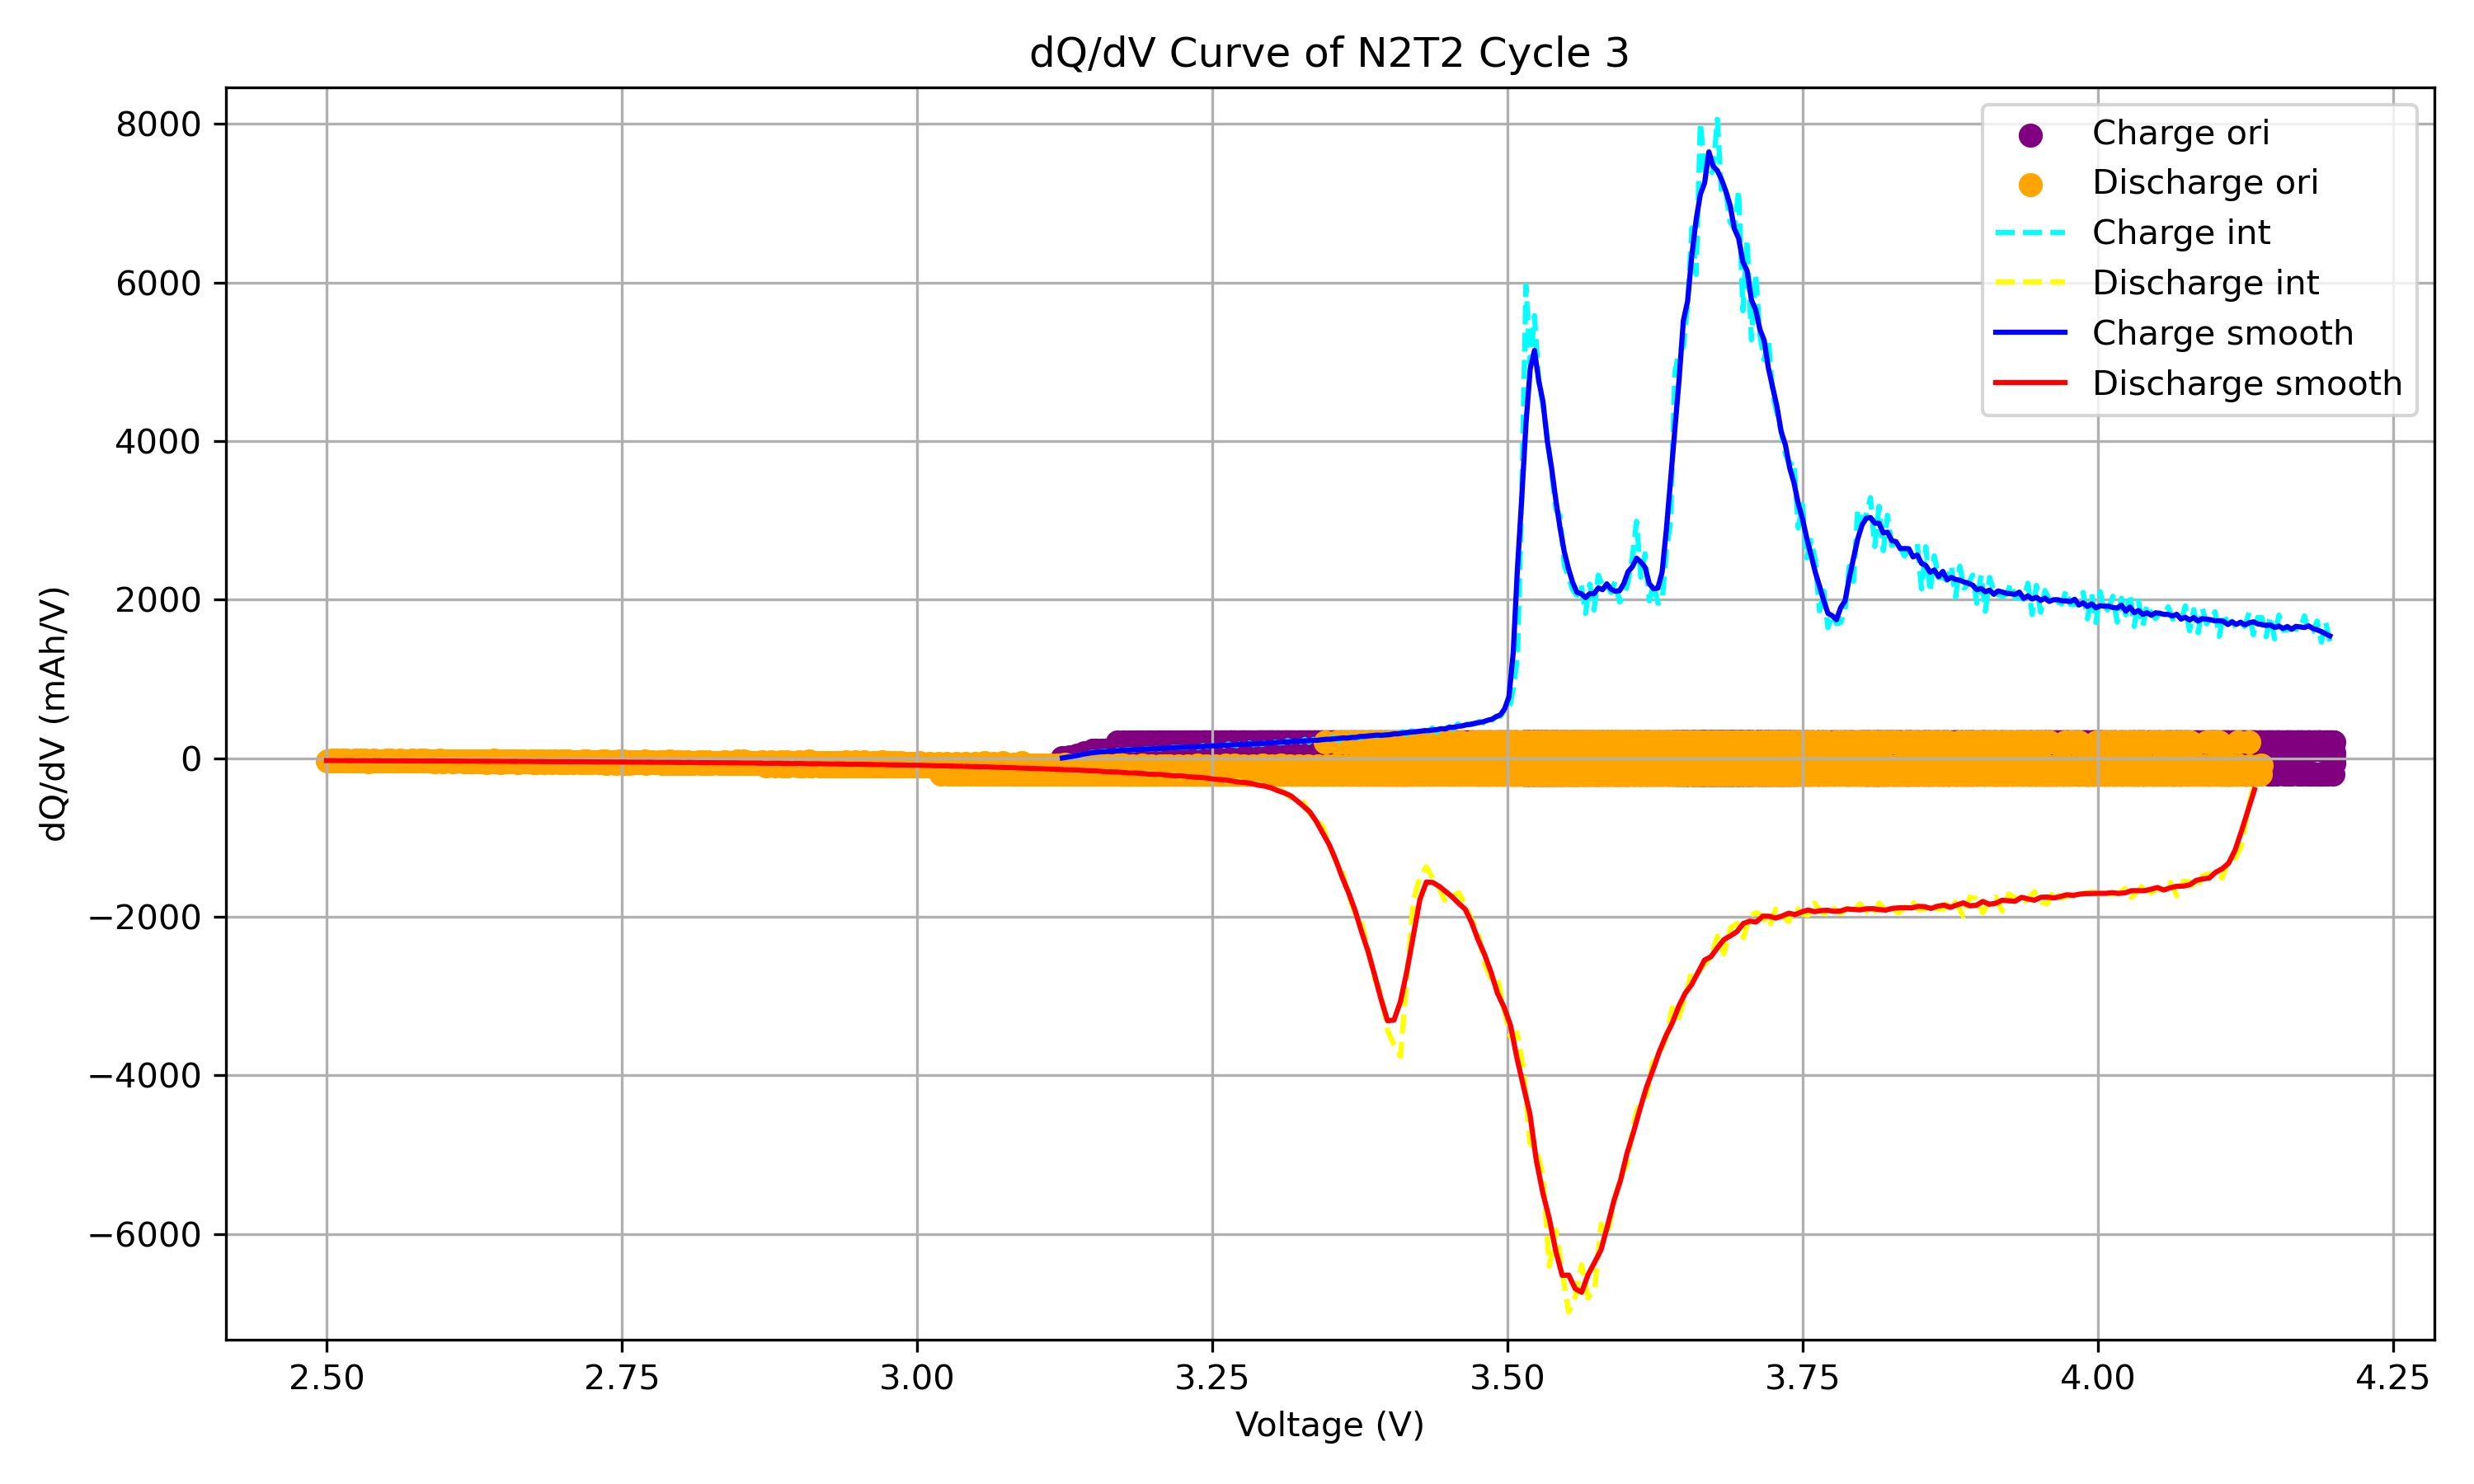 dQ/dV Curve of N2T2 Cycle 3
8000
6000
4000
2000
0
−2000
−4000
−6000
dQ/dV (mAh/V)
Charge ori
Discharge ori
Charge int
Discharge int
Charge smooth
Discharge smooth
2.50 2.75 3.00 3.25 3.50 3.75 4.00 4.25
Voltage (V)